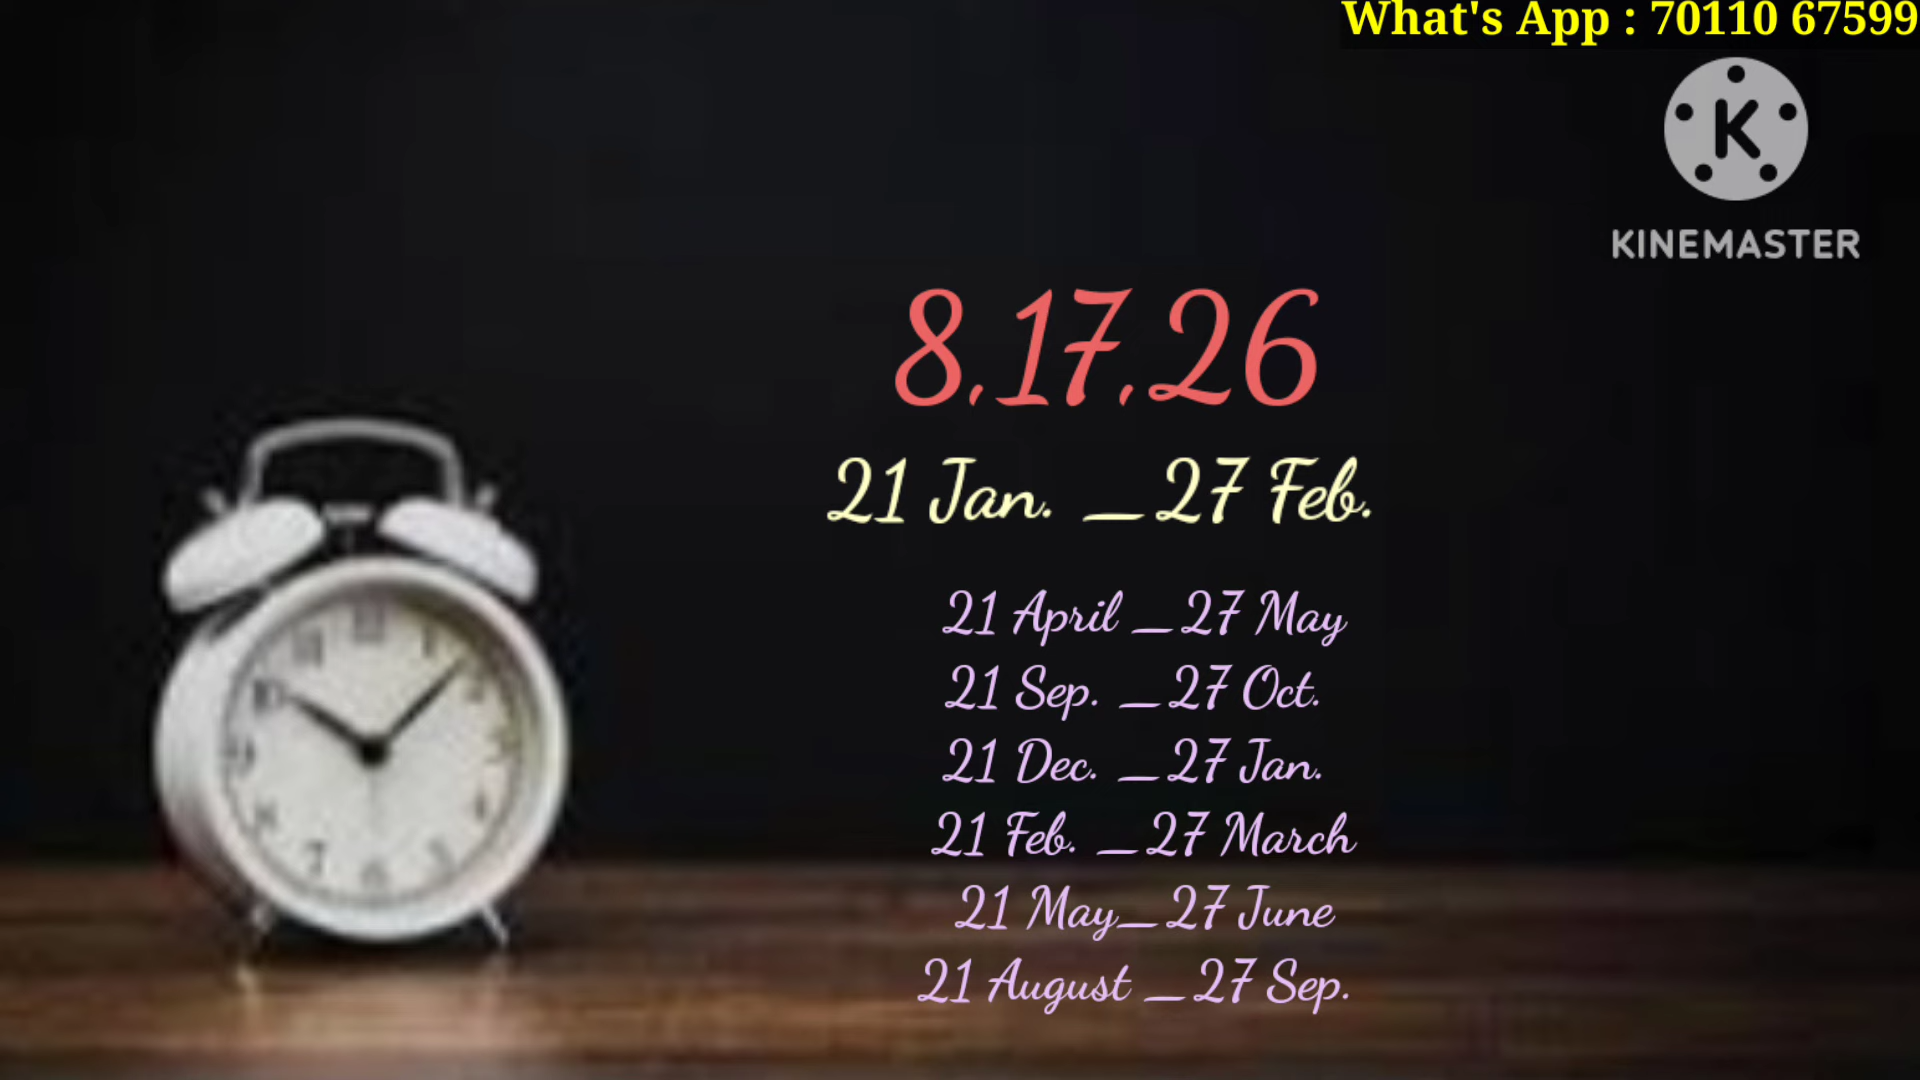 What's App : 70110 67599
K
KINEMASTER
8,17,26
21 Jan. _27 Feb.
21 April _27 May
21 Sep. _27 Oct.
21 Dec. _27 Jan.
21 Feb. _27 March
21 May_27 June
21 August _27 Sep.